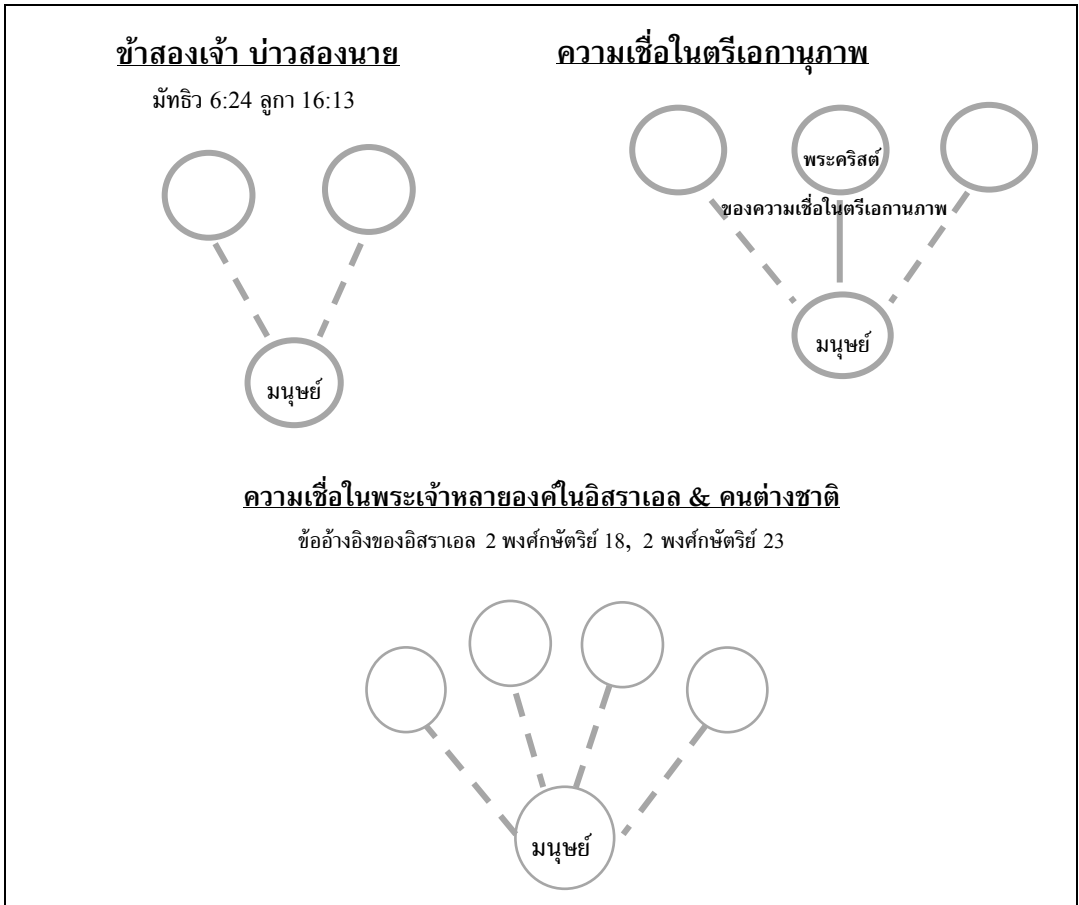 ข้าสองเจ้า บ่าวสองนาย
มัทธิว 6:24 ลูกา 16:13
มนุษย์
ความเชื่อในตรีเอกานุภาพ
พระคริสต์
ของความเชื่อในตรีเอกานภาพ
มนุษย์
ความเชื่อในพระเจ้าหลายองค์ในอิสราเอล & คนต่างชาติ
ข้ออ้างอิงของอิสราเอล 2 พงศ์กษัตริย์ 18, 2 พงศ์กษัตริย์ 23
มนุษย์